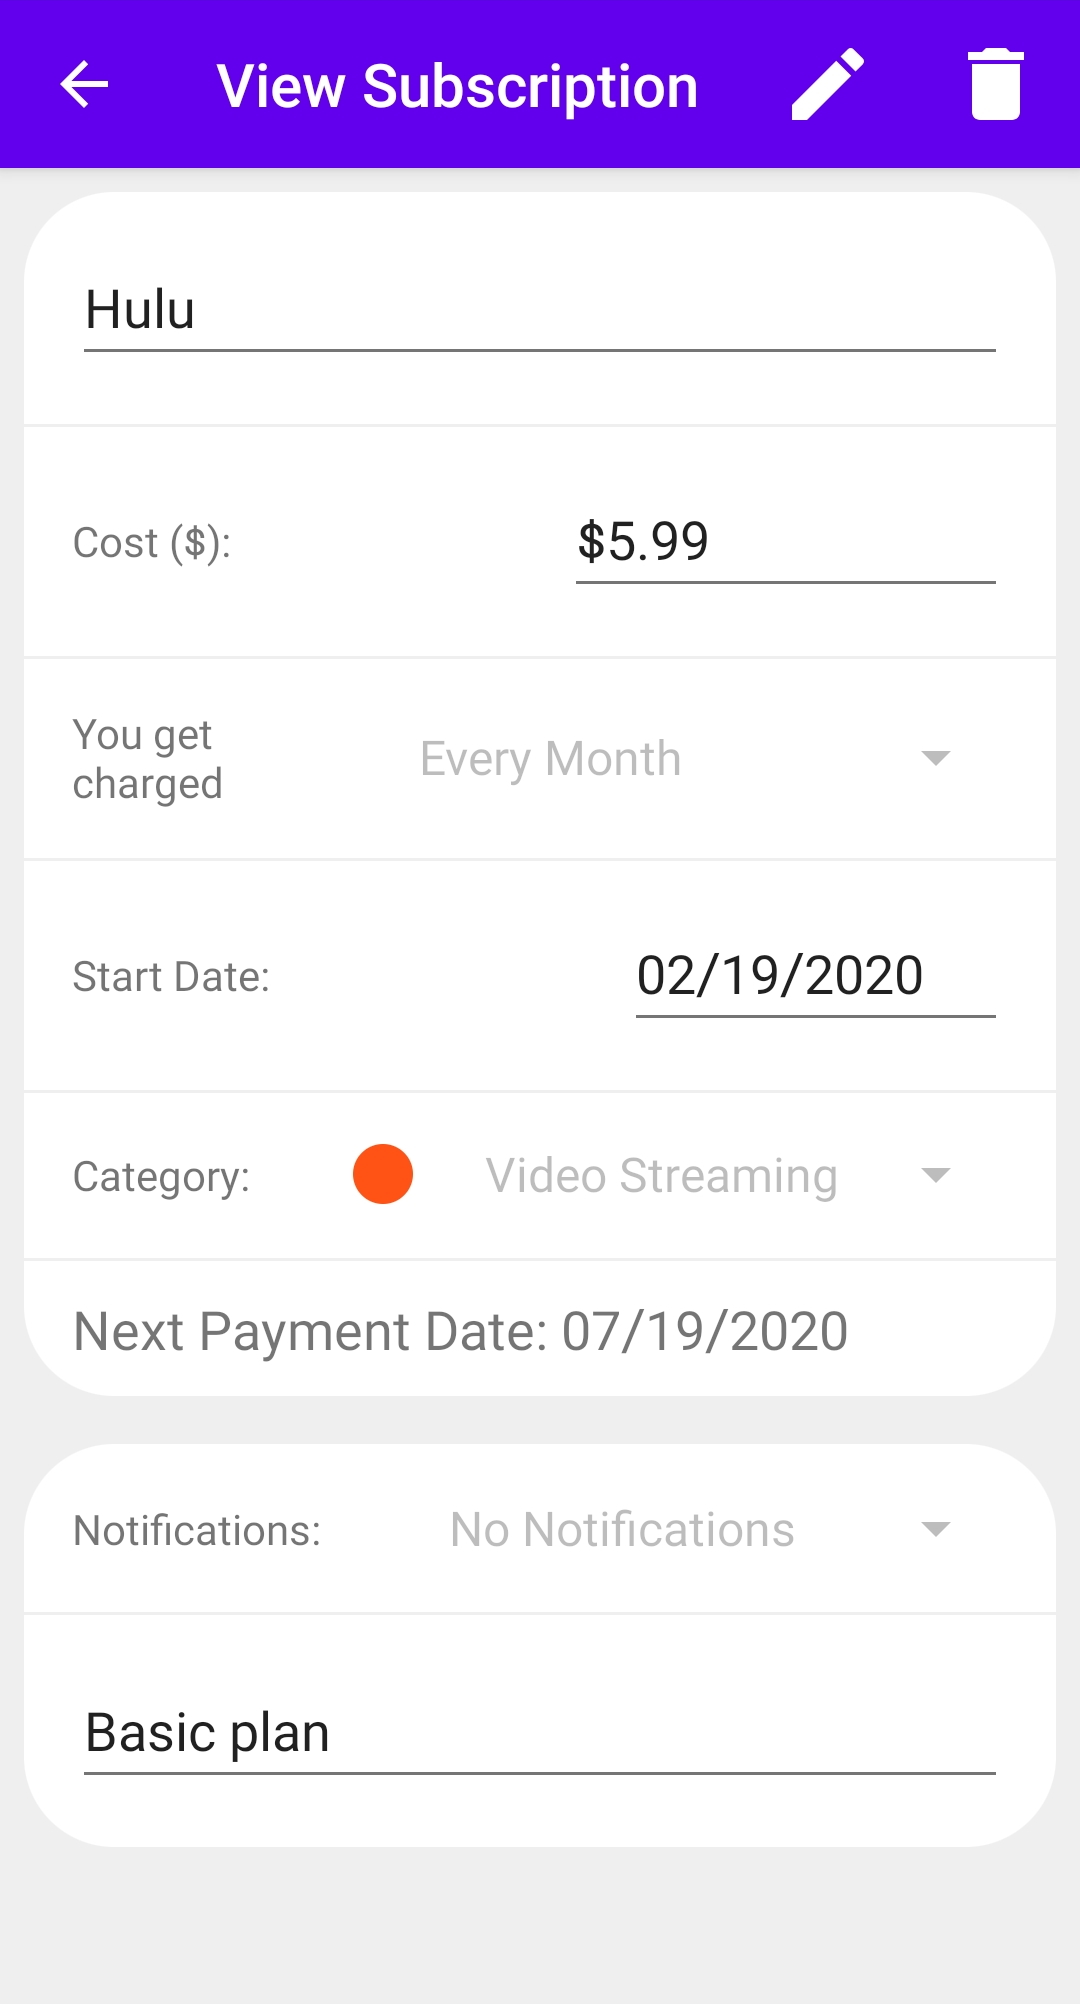 View Subscription
Hulu
Cost ($):
$5.99
You get
charged
Every Month
Start Date:
02/19/2020
Category:
Video Streaming
Next Payment Date: 07/19/2020
Notifications:
No Notifications
Basic plan